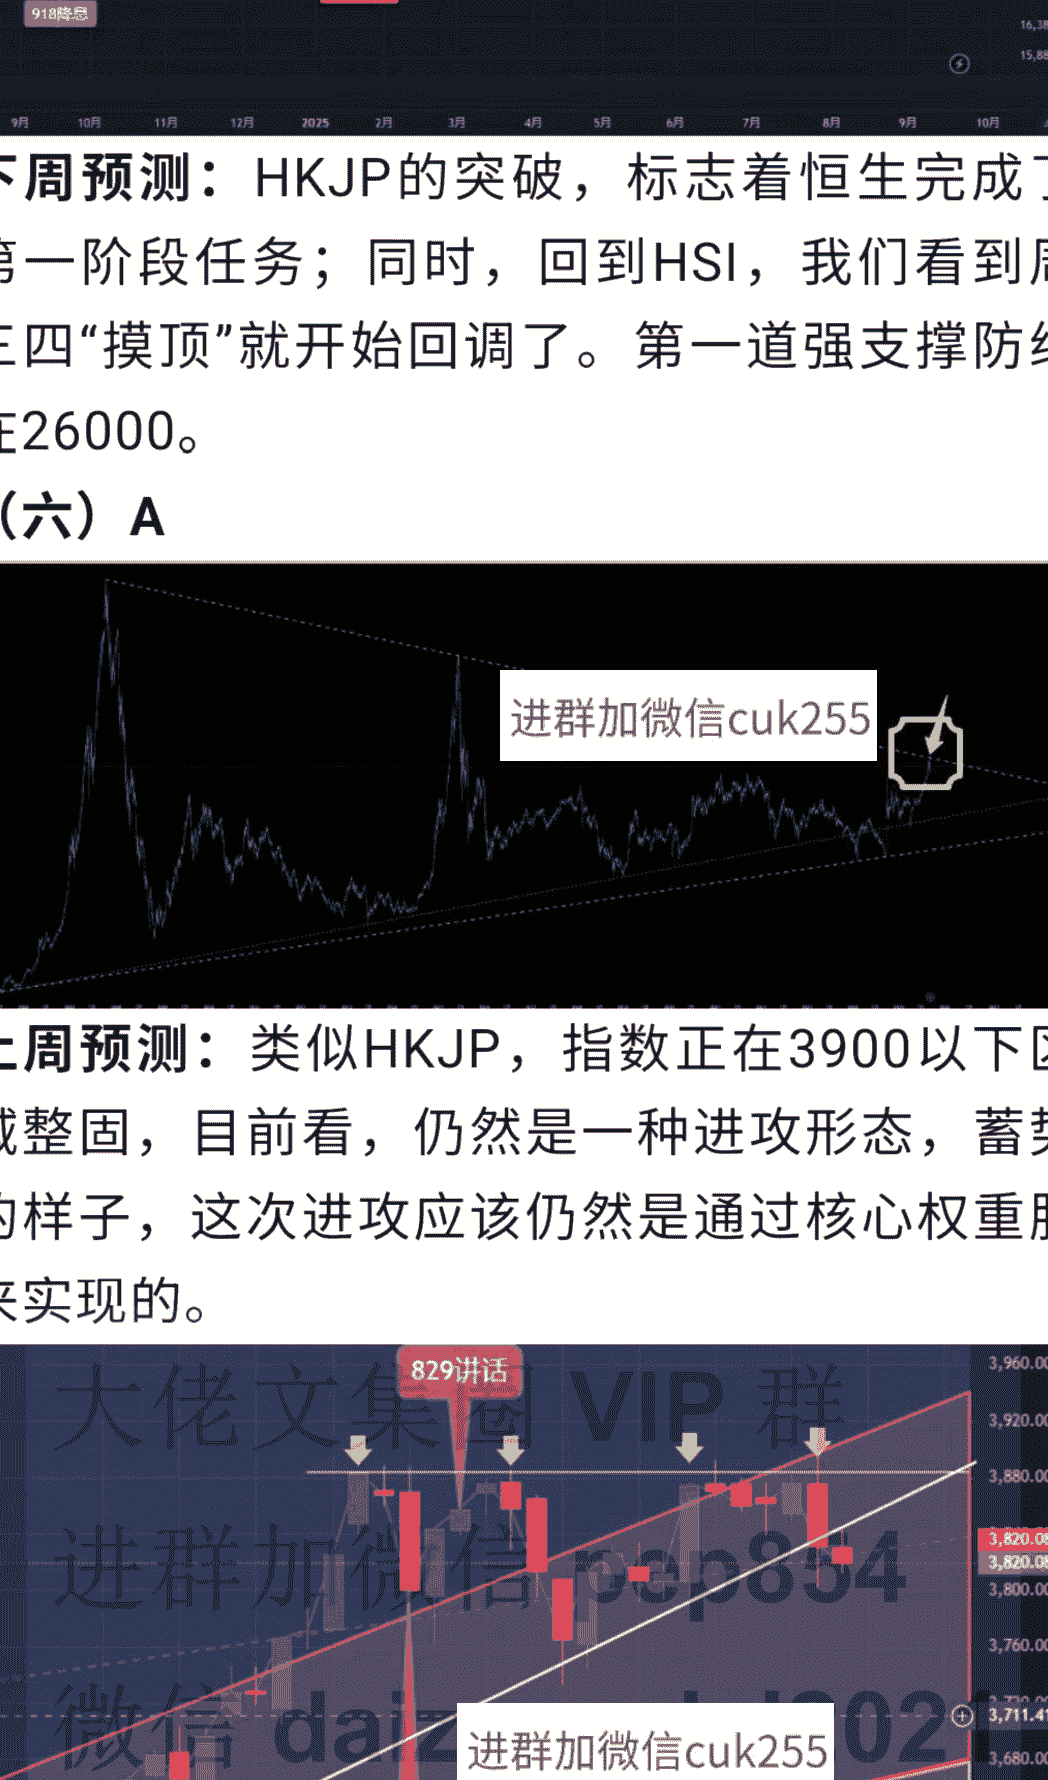 918降息
16,38
15,88
9月 10月 11月 12月 2025 2月 3月 4月 5月 6月 7月 8月 9月 10月
下周预测：HKJP的突破，标志着恒生完成了
第一阶段任务；同时，回到HSI，我们看到周
三四“摸顶”就开始回调了。第一道强支撑防线
在26000。
（六）A
进群加微信cuk255
上周预测：类似HKJP，指数正在3900以下区
域整固，目前看，仍然是一种进攻形态，蓄势
的样子，这次进攻应该仍然是通过核心权重股
来实现的。
829讲话
大佬文集圈 VIP 群
3,960.00
3,920.00
3,880.00
进群加微信 pop854
3,820.08
3,820.08
3,800.00
3,760.00
微信
3,711.41
进群加微信cuk255
3,680.00